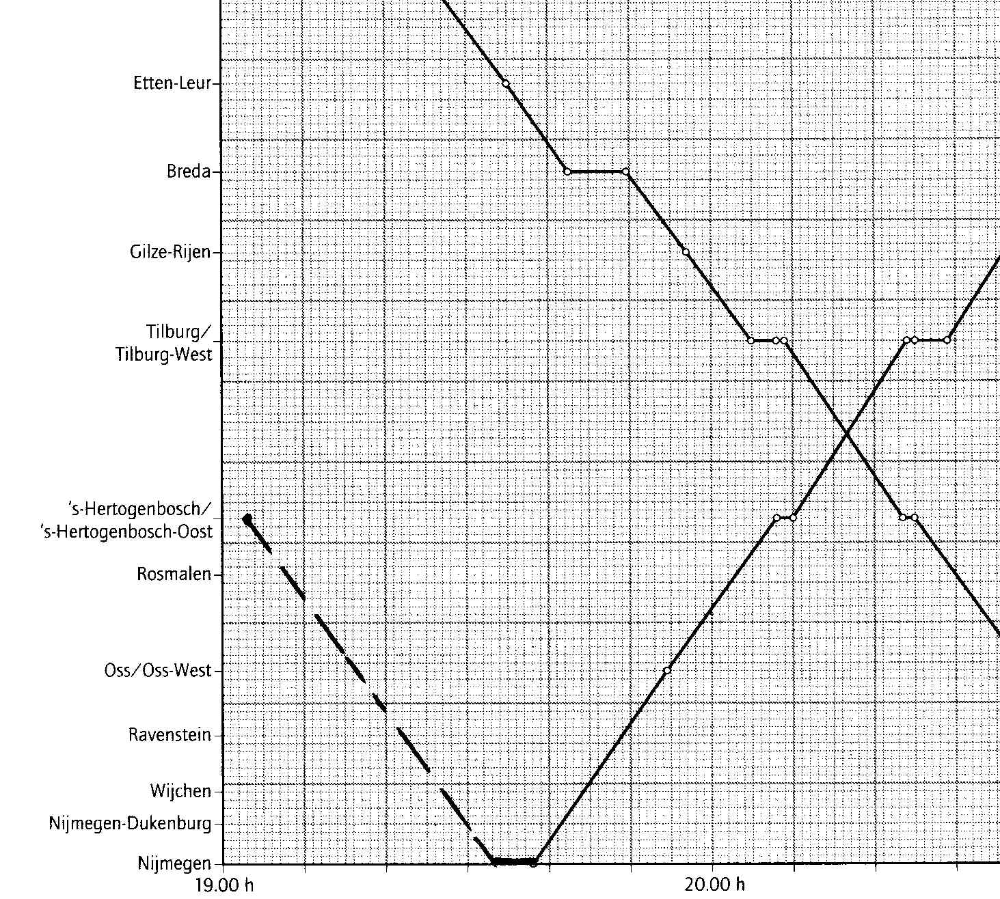 Etten-Leur
Breda
Gilze-Rijen
Tilburg/
Tilburg-West
's-Hertogenbosch/
's-Hertogenbosch-Oost
Rosmalen
Oss/Oss-West
Ravenstein
Wijchen
Nijmegen-Dukenburg
Nijmegen
19.00 h
20.00 h